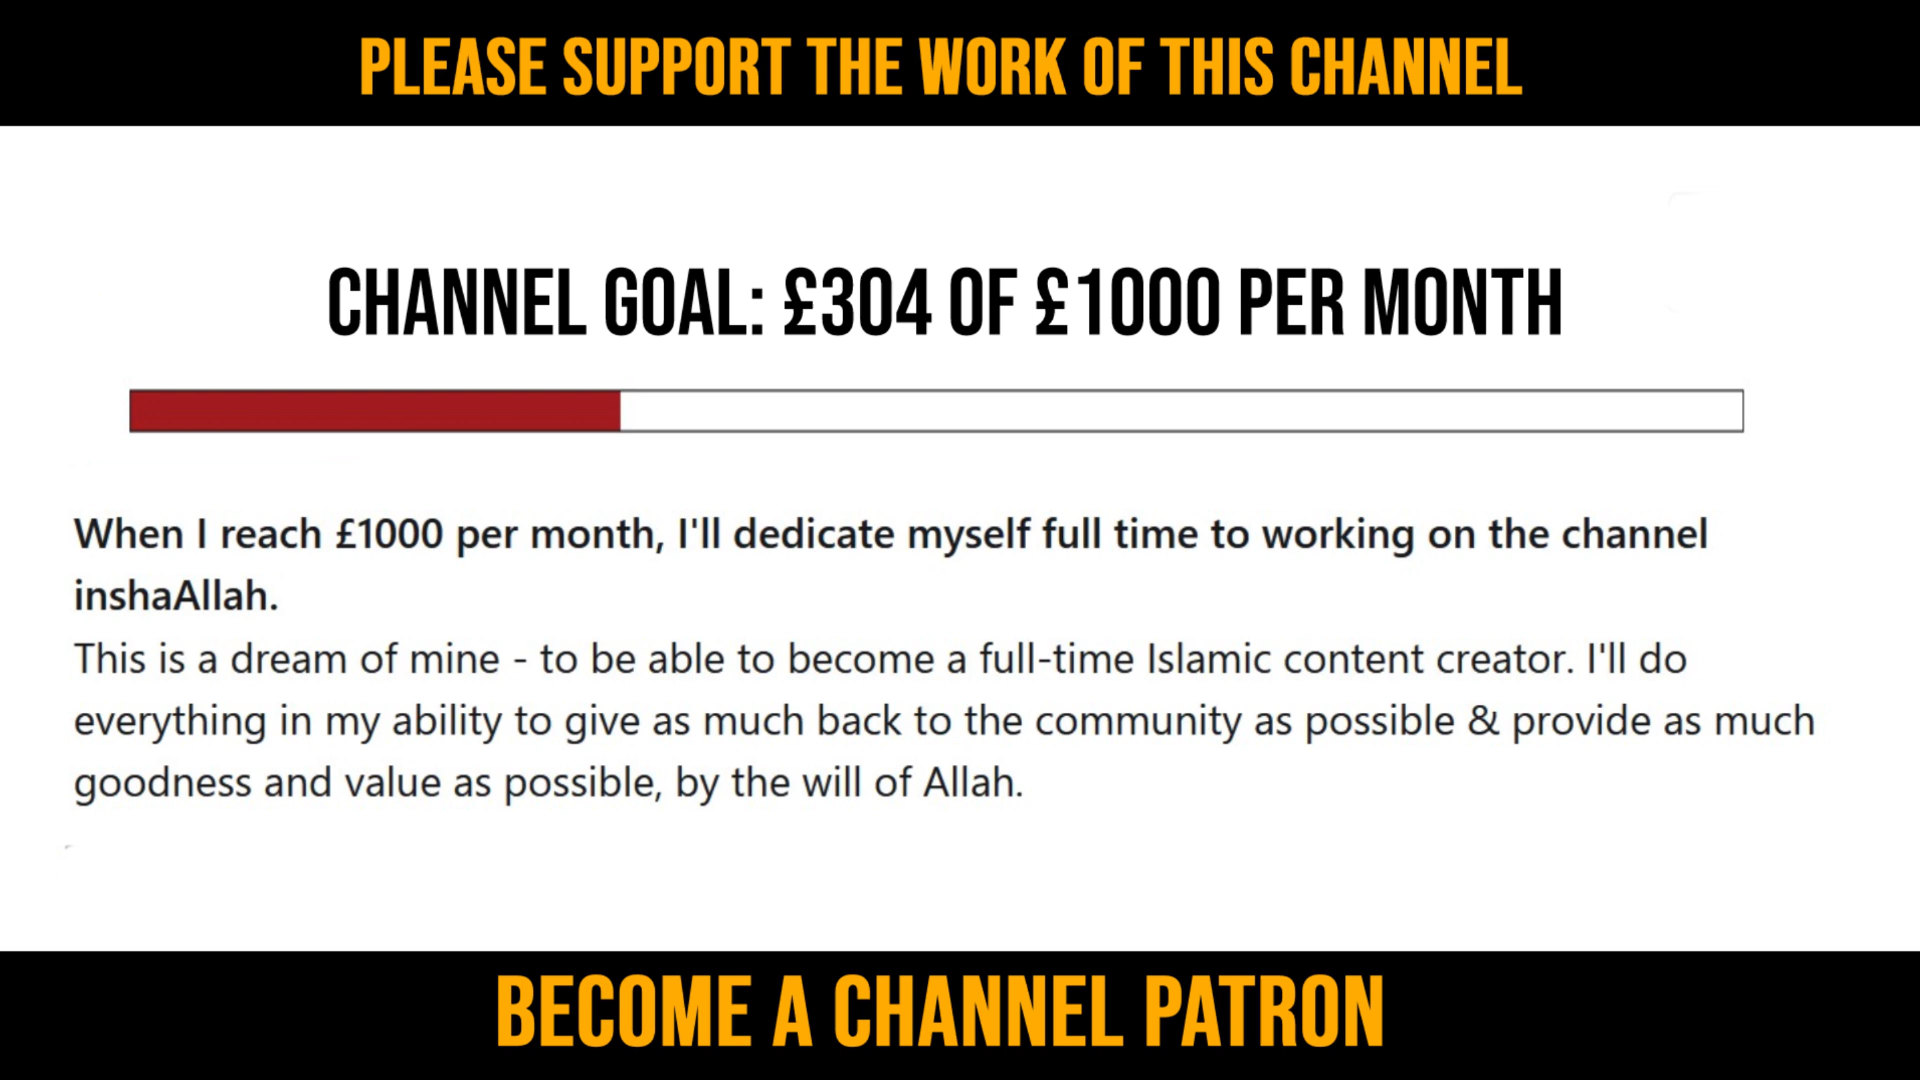 PLEASE SUPPORT THE WORK OF THIS CHANNEL
CHANNEL GOAL: £304 OF £1000 PER MONTH
When I reach £1000 per month, I'll dedicate myself full time to working on the channel
inshaAllah.
This is a dream of mine - to be able to become a full-time Islamic content creator. I'll do
everything in my ability to give as much back to the community as possible & provide as much
goodness and value as possible, by the will of Allah.
BECOME A CHANNEL PATRON